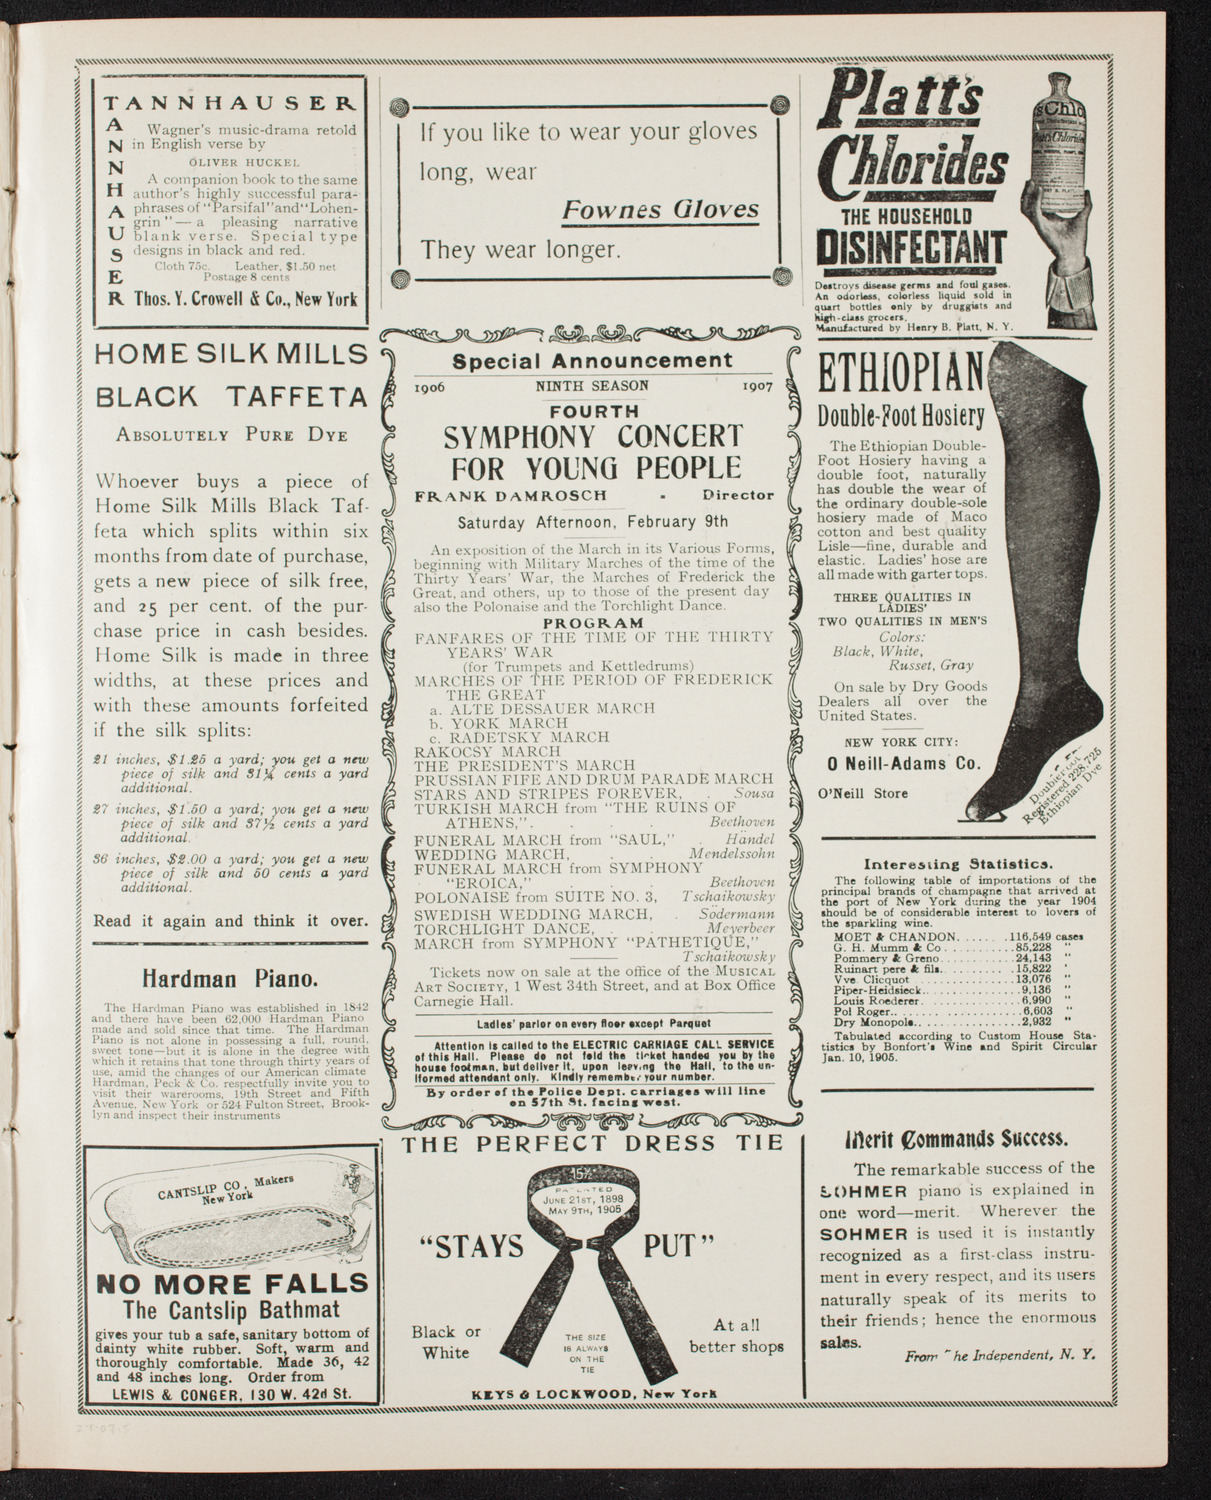 TANNHAUSER
TANNHAUSER
Wagner's music-drama retold
in English verse by
OLIVER HUCKEL
A companion book to the same
author's highly successful para-
phrases of "Parsifal" and "Lohen-
grin" — a pleasing narrative
blank verse. Special type
designs in black and red.
Cloth 75c. Leather, $1.50 net
Postage 8 cents
Thos. Y. Crowell & Co., New York
HOME SILK MILLS
BLACK TAFFETA
ABSOLUTELY PURE DYE
Whoever buys a piece of
Home Silk Mills Black Taf-
feta which splits within six
months from date of purchase,
gets a new piece of silk free,
and 25 per cent. of the pur-
chase price in cash besides.
Home Silk is made in three
widths, at these prices and
with these amounts forfeited
if the silk splits:
21 inches, $1.25 a yard; you get a new
piece of silk and 31¼ cents a yard
additional.
27 inches, $1.50 a yard; you get a new
piece of silk and 37½ cents a yard
additional.
36 inches, $2.00 a yard; you get a new
piece of silk and 50 cents a yard
additional.
Read it again and think it over.
Hardman Piano.
The Hardman Piano was established in 1842
and there have been 62,000 Hardman Piano
made and sold since that time. The Hardman
Piano is not alone in possessing a full, round,
sweet tone—but it is alone in the degree with
which it retains that tone through thirty years of
use, amid the changes of our American climate
Hardman, Peck & Co. respectfully invite you to
visit their warerooms, 19th Street and Fifth
Avenue, New York or 524 Fulton Street, Brook-
lyn and inspect their instruments
CANTSLIP CO., Makers
New York
NO MORE FALLS
The Cantslip Bathmat
gives your tub a safe, sanitary bottom of
dainty white rubber. Soft, warm and
thoroughly comfortable. Made 36, 42
and 48 inches long. Order from
LEWIS & CONGER, 130 W. 42d St.
If you like to wear your gloves
long, wear
Fownes Gloves
They wear longer.
Special Announcement
1906 NINTH SEASON 1907
FOURTH
SYMPHONY CONCERT
FOR YOUNG PEOPLE
FRANK DAMROSCH - Director
Saturday Afternoon, February 9th
An exposition of the March in its Various Forms,
beginning with Military Marches of the time of the
Thirty Years' War, the Marches of Frederick the
Great, and others, up to those of the present day
also the Polonaise and the Torchlight Dance.
PROGRAM
FANFARES OF THE TIME OF THE THIRTY
YEARS' WAR
(for Trumpets and Kettledrums)
MARCHES OF THE PERIOD OF FREDERICK
THE GREAT
a. ALTE DESSAUER MARCH
b. YORK MARCH
c. RADETSKY MARCH
RAKOCSY MARCH
THE PRESIDENT'S MARCH
PRUSSIAN FIFE AND DRUM PARADE MARCH
STARS AND STRIPES FOREVER, . Sousa
TURKISH MARCH from "THE RUINS OF
ATHENS," . . . Beethoven
FUNERAL MARCH from "SAUL," . Händel
WEDDING MARCH, . . Mendelssohn
FUNERAL MARCH from SYMPHONY
"EROICA," . . . Beethoven
POLONAISE from SUITE NO. 3, Tschaikowsky
SWEDISH WEDDING MARCH, . Södermann
TORCHLIGHT DANCE, . . Meyerbeer
MARCH from SYMPHONY "PATHETIQUE,"
Tschaikowsky
Tickets now on sale at the office of the MUSICAL
ART SOCIETY, 1 West 34th Street, and at Box Office
Carnegie Hall.
Ladies' parlor on every floor except Parquet
Attention is called to the ELECTRIC CARRIAGE CALL SERVICE
of this Hall. Please do not fold the ticket handed you by the
house footman, but deliver it, upon leaving the Hall, to the un-
iformed attendant only. Kindly remember your number.
By order of the Police Dept. carriages will line
on 57th St. facing west.
THE PERFECT DRESS TIE
15½
PATENTED
JUNE 21ST, 1898
MAY 9TH, 1905
"STAYS PUT"
Black or
White
THE SIZE
IS ALWAYS
ON THE
TIE
At all
better shops
KEYS & LOCKWOOD, New York
Platt's
Chlorides
THE HOUSEHOLD
DISINFECTANT
Destroys disease germs and foul gases.
An odorless, colorless liquid sold in
quart bottles only by druggists and
high-class grocers.
Manufactured by Henry B. Platt, N. Y.
ETHIOPIAN
Double-Foot Hosiery
The Ethiopian Double-
Foot Hosiery having a
double foot, naturally
has double the wear of
the ordinary double-sole
hosiery made of Maco
cotton and best quality
Lisle—fine, durable and
elastic. Ladies' hose are
all made with garter tops.
THREE QUALITIES IN
LADIES'
TWO QUALITIES IN MEN'S
Colors:
Black, White,
Russet, Gray
On sale by Dry Goods
Dealers all over the
United States.
NEW YORK CITY:
O Neill-Adams Co.
O'Neill Store
Doublefoot
Registered 228,725
Ethiopian Dye
Interesting Statistics.
The following table of importations of the
principal brands of champagne that arrived at
the port of New York during the year 1904
should be of considerable interest to lovers of
the sparkling wine.
MOET & CHANDON. . . . . . . 116,549 cases
G. H. Mumm & Co . . . . . . . . . . . 85,228 "
Pommery & Greno . . . . . . . . . . . 24,143 "
Ruinart pere & fils. . . . . . . . . . . 15,822 "
Vve. Clicquot . . . . . . . . . . . . . . . 13,076 "
Piper-Heidsieck . . . . . . . . . . . . . 9,136 "
Louis Roederer . . . . . . . . . . . . . . 6,990 "
Pol Roger . . . . . . . . . . . . . . . . . . 6,603 "
Dry Monopole . . . . . . . . . . . . . . . 2,932 "
Tabulated according to Custom House Sta-
tistics by Bonfort's Wine and Spirit Circular
Jan. 10, 1905.
Merit Commands Success.
The remarkable success of the
SOHMER piano is explained in
one word—merit. Wherever the
SOHMER is used it is instantly
recognized as a first-class instru-
ment in every respect, and its users
naturally speak of its merits to
their friends; hence the enormous
sales.
From The Independent, N. Y.